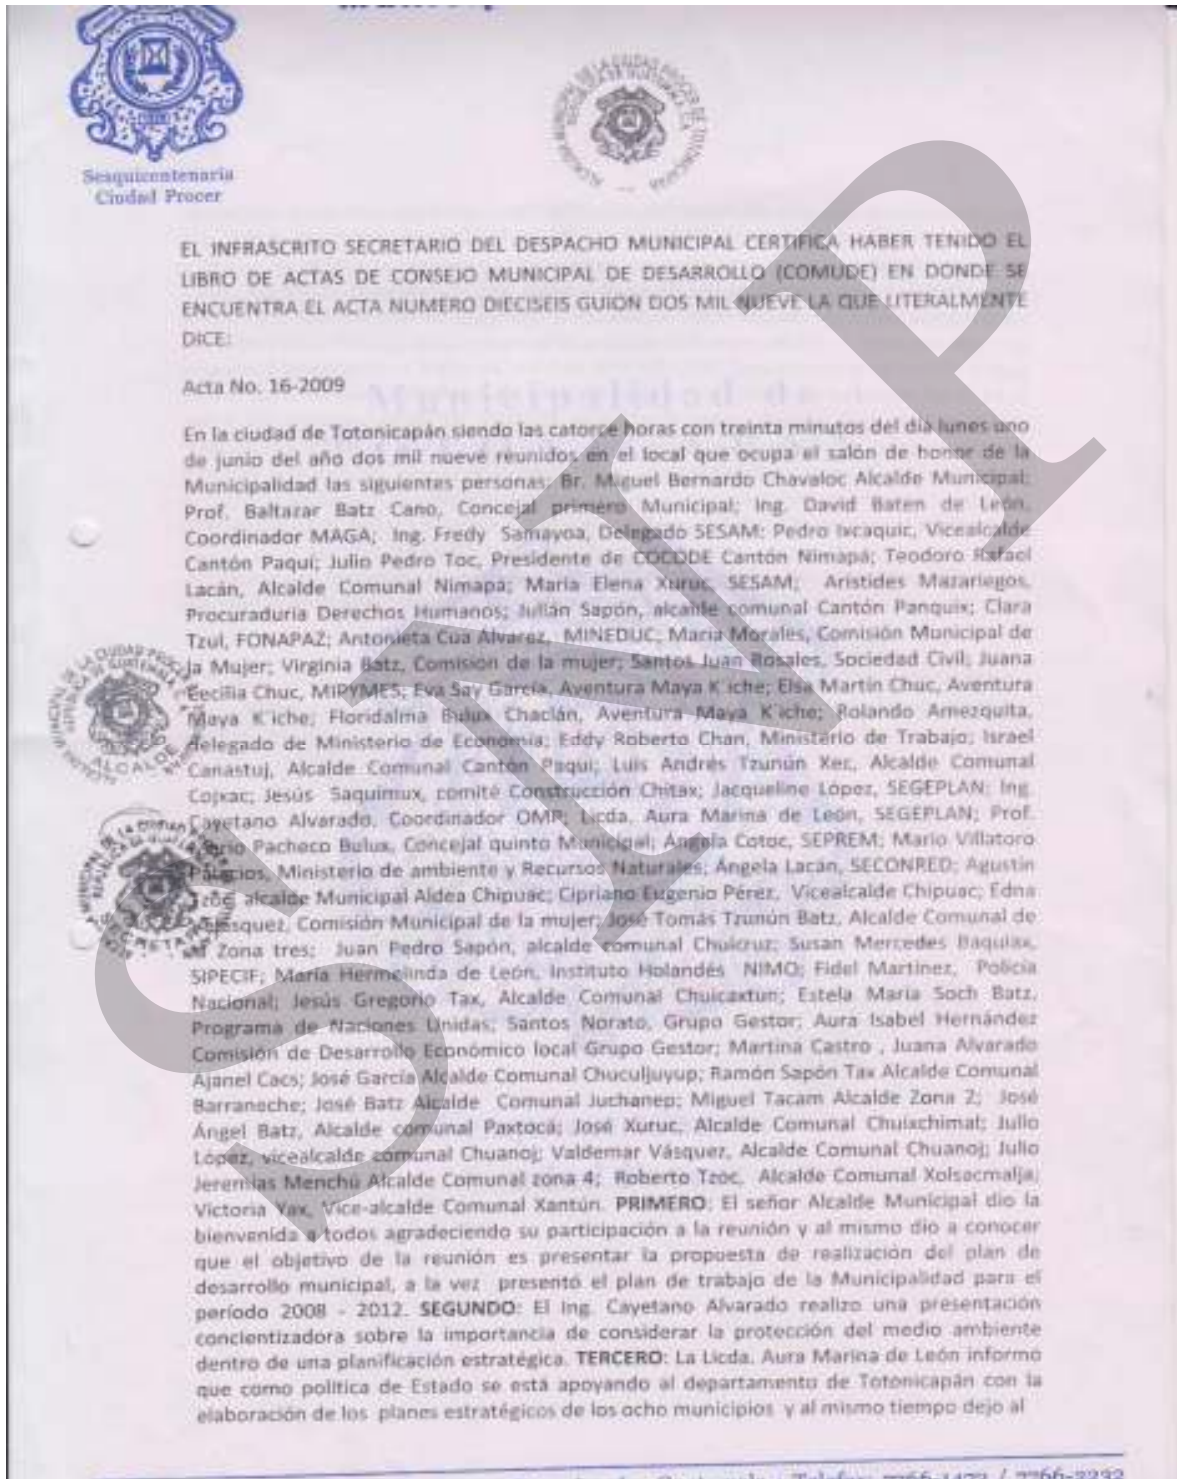 Sesquicentenaria
Ciudad Procer
EL INFRASCRITO SECRETARIO DEL DESPACHO MUNICIPAL CERTIFICA HABER TENIDO EL
LIBRO DE ACTAS DE CONSEJO MUNICIPAL DE DESARROLLO (COMUDE) EN DONDE SE
ENCUENTRA EL ACTA NUMERO DIECISEIS GUION DOS MIL NUEVE LA QUE LITERALMENTE
DICE:
Acta No. 16-2009
Municipalidad de
En la ciudad de Totonicapán siendo las catorce horas con treinta minutos del día lunes uno
de junio del año dos mil nueve reunidos en el local que ocupa el salón de honor de la
Municipalidad las siguientes personas: Br. Miguel Bernardo Chavaloc Alcalde Municipal;
Prof. Baltazar Batz Cano, Concejal primero Municipal; Ing. David Baten de León,
Coordinador MAGA; Ing. Fredy Samayoa, Delegado SESAM: Pedro Ixcaquic, Vicealcalde
Cantón Paqui; Julio Pedro Toc, Presidente de COCODE Cantón Nimapá; Teodoro Rafael
Lacán, Alcalde Comunal Nimapá; María Elena Xuruc, SESAM; Arístides Mazariegos,
Procuraduría Derechos Humanos; Julián Sapón, alcalde comunal Cantón Panquix; Clara
Tzul, FONAPAZ; Antonieta Cua Alvarez, MINEDUC, María Morales, Comisión Municipal de
la Mujer; Virginia Batz, Comisión de la mujer; Santos Juan Rosales, Sociedad Civil; Juana
Cecilia Chuc, MIPYMES; Eva Say García, Aventura Maya K´iche; Elsa Martin Chuc, Aventura
Maya K´iche; Floridalma Bulux Chaclán, Aventura Maya K´iche; Rolando Amezquita,
delegado de Ministerio de Economía; Eddy Roberto Chan, Ministerio de Trabajo; Israel
Canastuj, Alcalde Comunal Cantón Paqui; Luis Andrés Tzunún Xec, Alcalde Comunal
Cojxac; Jesús Saquimux, comité Construcción Chitax; Jacqueline López, SEGEPLAN; Ing.
Cayetano Alvarado, Coordinador OMP; Licda, Aura Marina de León, SEGEPLAN; Prof.
Pacheco Bulux, Concejal quinto Municipal; Ángela Cotoc, SEPREM; Mario Villatoro
Palacios, Ministerio de ambiente y Recursos Naturales; Ángela Lacán, SECONRED; Agustín
Tzoc, alcalde Municipal Aldea Chipuac; Cipriano Eugenio Pérez, Vicealcalde Chipuac; Edna
Comisión Municipal de la mujer; José Tomás Tzunún Batz, Alcalde Comunal de
Zona tres; Juan Pedro Sapón, alcalde comunal Chuicruz; Susan Mercedes Baquiax,
SIPECIF; María Hermelinda de León, Instituto Holandés NIMO; Fidel Martínez, Policía
Nacional; Jesús Gregorio Tax, Alcalde Comunal Chuicaxtun; Estela María Soch Batz,
Programa de Naciones Unidas; Santos Norato, Grupo Gestor; Aura Isabel Hernández
Comisión de Desarrollo Económico local Grupo Gestor; Martina Castro , Juana Alvarado
Ajanel Cacs; José García Alcalde Comunal Chuculjuyup; Ramón Sapón Tax Alcalde Comunal
Barraneche; José Batz Alcalde Comunal Juchanep; Miguel Tacam Alcalde Zona 2; José
Ángel Batz, Alcalde comunal Paxtocá; José Xuruc, Alcalde Comunal Chuixchimal; Julio
López, vicealcalde comunal Chuanoj; Valdemar Vásquez, Alcalde Comunal Chuanoj; Julio
Jeremías Menchú Alcalde Comunal zona 4; Roberto Tzoc, Alcalde Comunal Xolsacmalja;
Victoria Yax, Vice-alcalde Comunal Xantún. PRIMERO: El señor Alcalde Municipal dio la
bienvenida a todos agradeciendo su participación a la reunión y al mismo dio a conocer
que el objetivo de la reunión es presentar la propuesta de realización del plan de
desarrollo municipal, a la vez presentó el plan de trabajo de la Municipalidad para el
período 2008 - 2012. SEGUNDO: El Ing. Cayetano Alvarado realizo una presentación
concientizadora sobre la importancia de considerar la protección del medio ambiente
dentro de una planificación estratégica. TERCERO: La Licda. Aura Marina de León informo
que como política de Estado se está apoyando al departamento de Totonicapán con la
elaboración de los planes estratégicos de los ocho municipios y al mismo tiempo dejo al
SNP